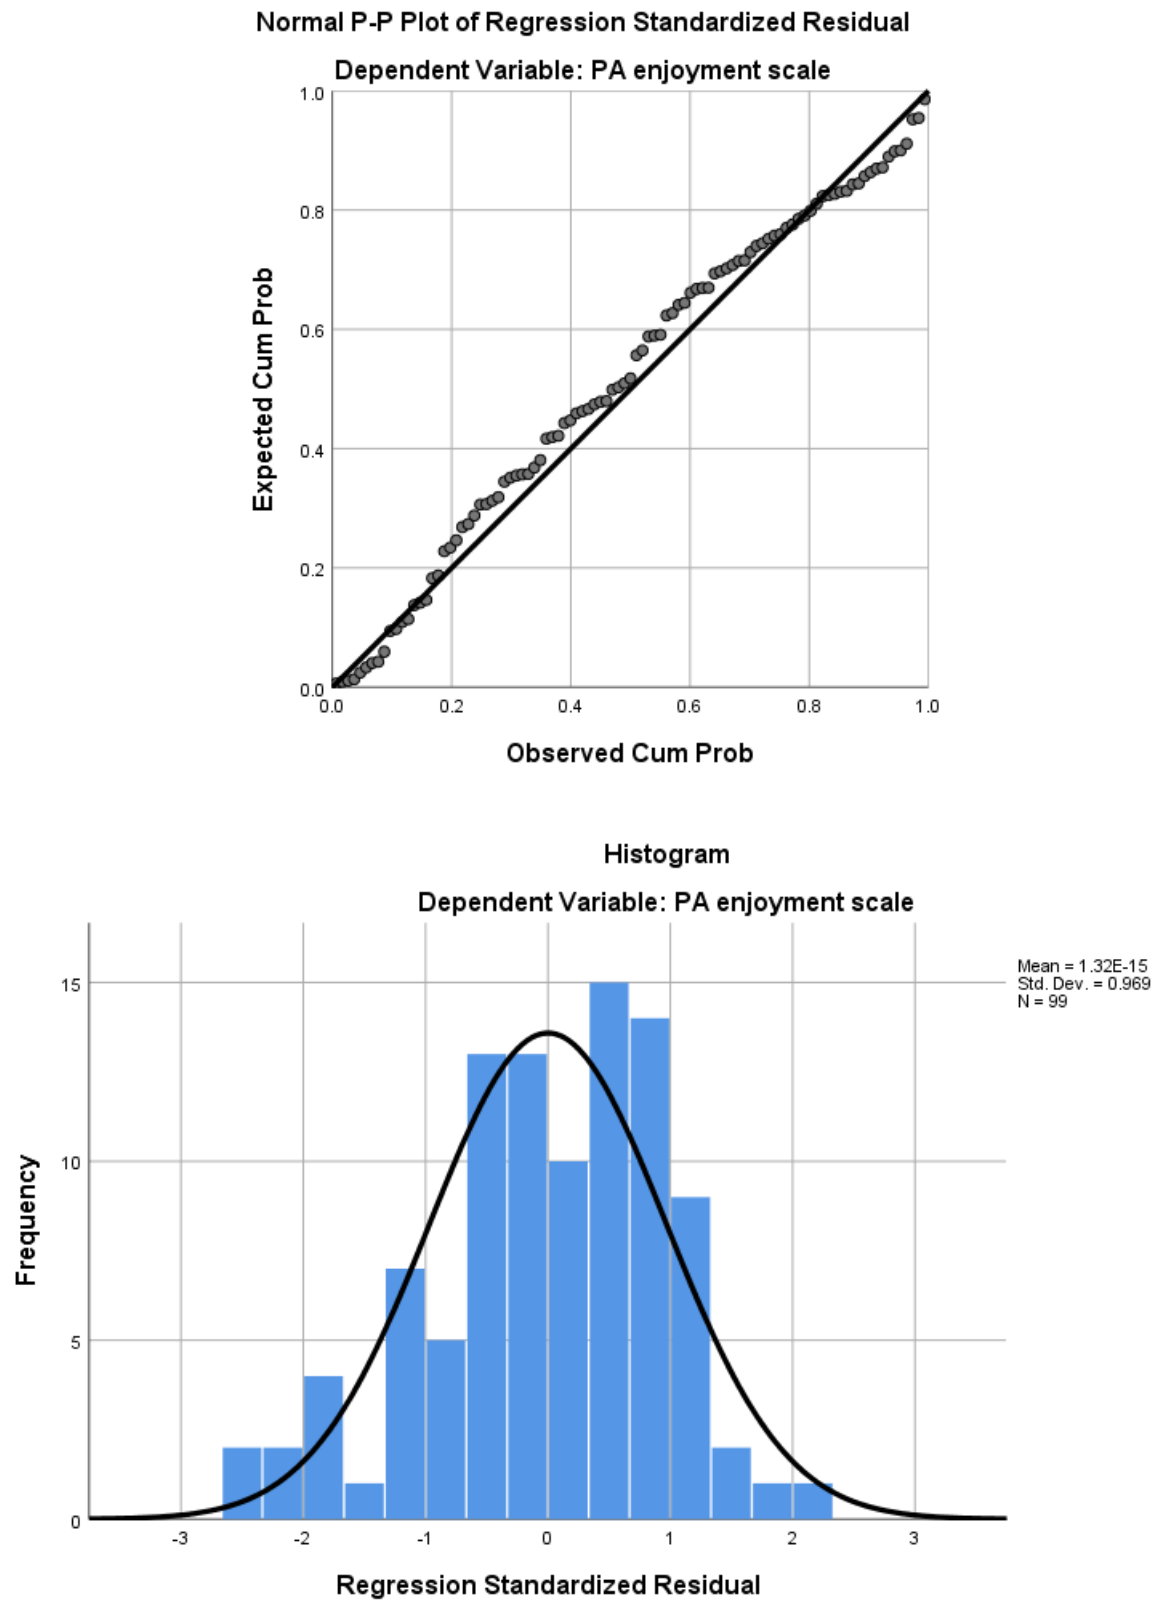 Normal P-P Plot of Regression Standardized Residual
Dependent Variable: PA enjoyment scale
1.0
0.8
0.6
0.4
0.2
0.0
Expected Cum Prob
0.0 0.2 0.4 0.6 0.8 1.0
Observed Cum Prob
Histogram
Dependent Variable: PA enjoyment scale
Mean = 1.32E-15
Std. Dev. = 0.969
N = 99
15
10
5
0
Frequency
-3 -2 -1 0 1 2 3
Regression Standardized Residual